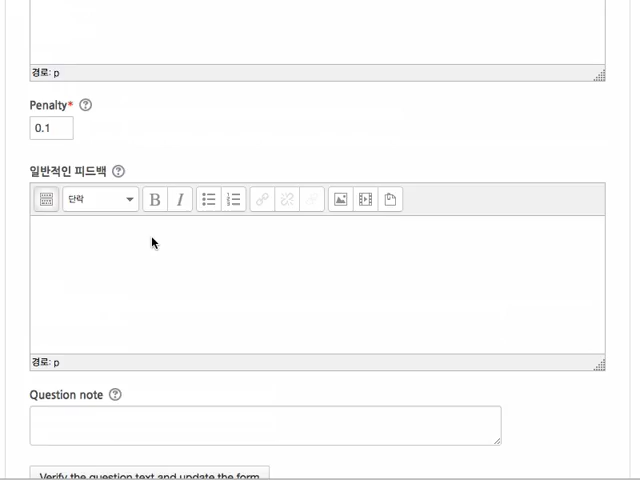 경로: p
Penalty*
0.1
일반적인 피드백
단락
B I
경로: p
Question note
Verify the question text and update the form